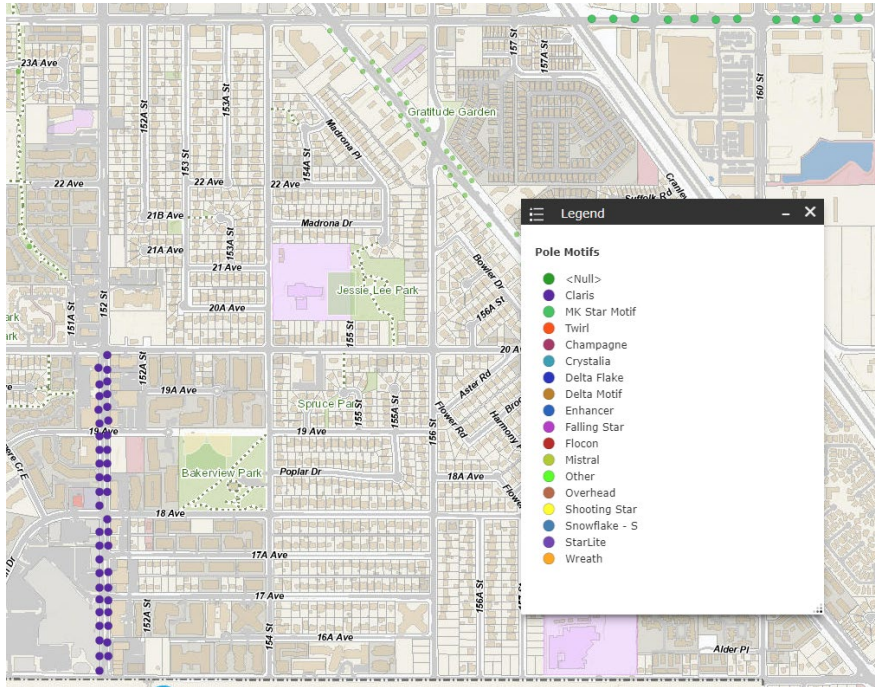 23A Ave
152A St
153 St
153A St
154A St
Madrona Pl
Gratitude Garden
157 St
157A St
160 St
22 Ave
22 Ave
22 Ave
Suffolk Rd
21B Ave
21A Ave
153A St
21 Ave
20A Ave
Madrona Dr
Jessie Lee Park
Bowler Dr
156A St
151A St
152 St
155 St
20 A
152A St
19A Ave
Spruce Park
155 St
155A St
Aster Rd
Flower Rd
156 St
19 Ave
19 Ave
Bakerview Park
Poplar Dr
18A Ave
18 Ave
17A Ave
17 Ave
16A Ave
152A St
154 St
156A St
Alder Pl
Legend
Pole Motifs
<Null>
Claris
MK Star Motif
Twirl
Champagne
Crystalia
Delta Flake
Delta Motif
Enhancer
Falling Star
Flocon
Mistral
Other
Overhead
Shooting Star
Snowflake - S
StarLite
Wreath